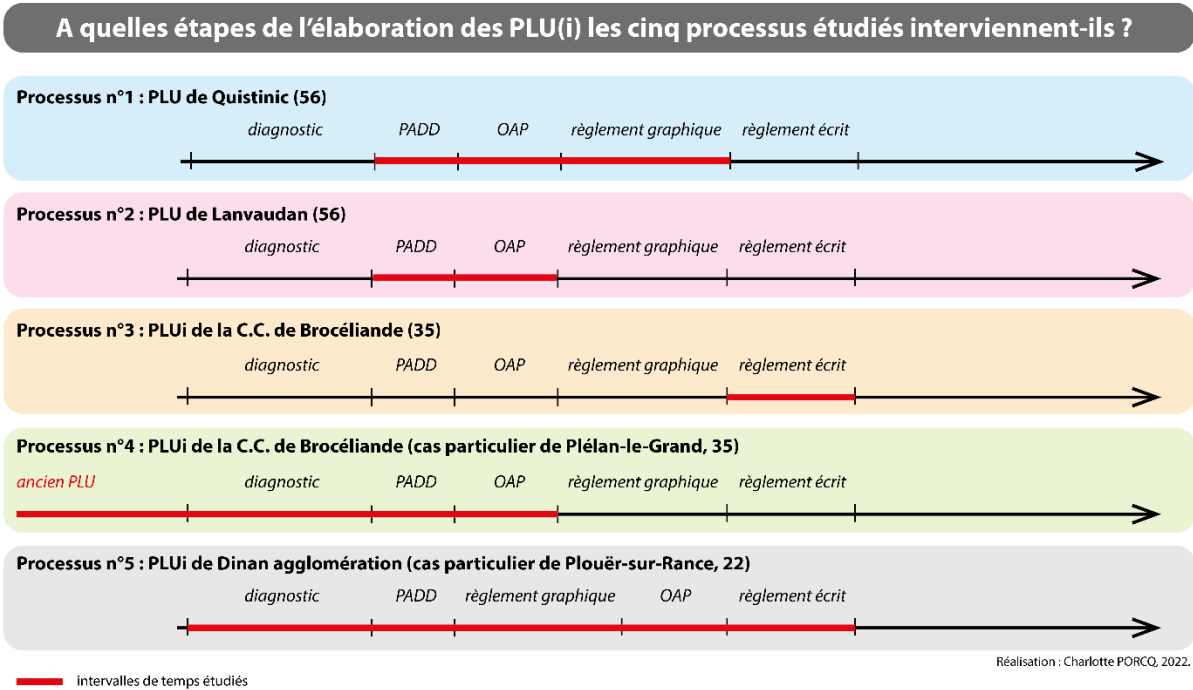 A quelles étapes de l'élaboration des PLU(i) les cinq processus étudiés interviennent-ils ?
Processus n°1 : PLU de Quistinic (56)
diagnostic PADD OAP règlement graphique règlement écrit
Processus n°2 : PLU de Lanvaudan (56)
diagnostic PADD OAP règlement graphique règlement écrit
Processus n°3 : PLUi de la C.C. de Brocéliande (35)
diagnostic PADD OAP règlement graphique règlement écrit
Processus n°4 : PLUi de la C.C. de Brocéliande (cas particulier de Plélan-le-Grand, 35)
ancien PLU diagnostic PADD OAP règlement graphique règlement écrit
Processus n°5 : PLUi de Dinan agglomération (cas particulier de Plouër-sur-Rance, 22)
diagnostic PADD règlement graphique OAP règlement écrit
Réalisation : Charlotte PORCQ, 2022.
intervalles de temps étudiés